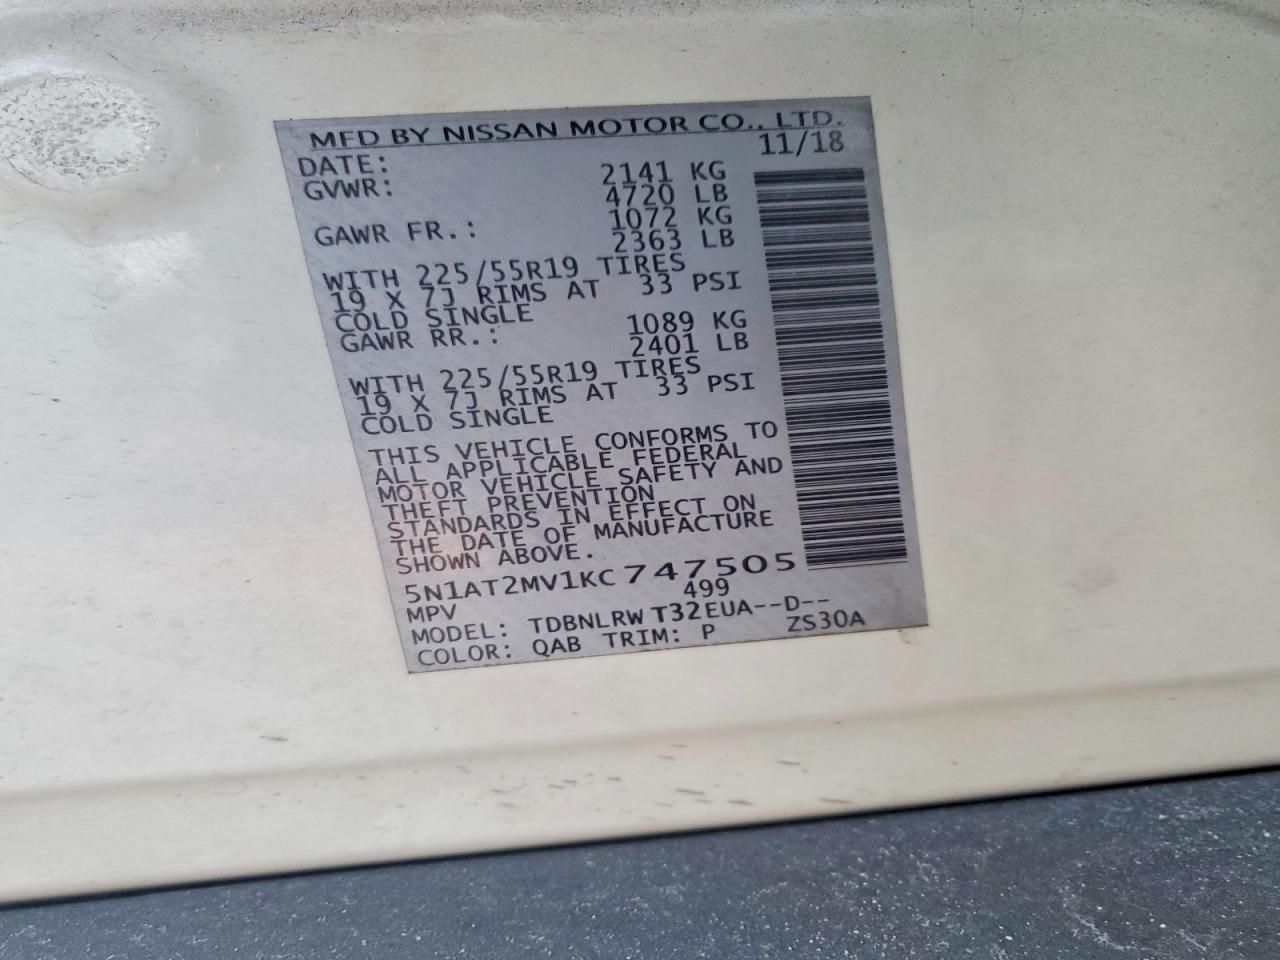 MFD BY NISSAN MOTOR CO., LTD.
DATE: 11/18
GVWR: 2141 KG
4720 LB
GAWR FR.: 1072 KG
2363 LB
WITH 225/55R19 TIRES
19 X 7J RIMS AT 33 PSI
COLD SINGLE
GAWR RR.: 1089 KG
2401 LB
WITH 225/55R19 TIRES
19 X 7J RIMS AT 33 PSI
COLD SINGLE
THIS VEHICLE CONFORMS TO
ALL APPLICABLE FEDERAL
MOTOR VEHICLE SAFETY AND
THEFT PREVENTION
STANDARDS IN EFFECT ON
THE DATE OF MANUFACTURE
SHOWN ABOVE.
5N1AT2MV1KC747505
MPV 499
MODEL: TDBNLRW T32EUA--D--
COLOR: QAB TRIM: P ZS30A